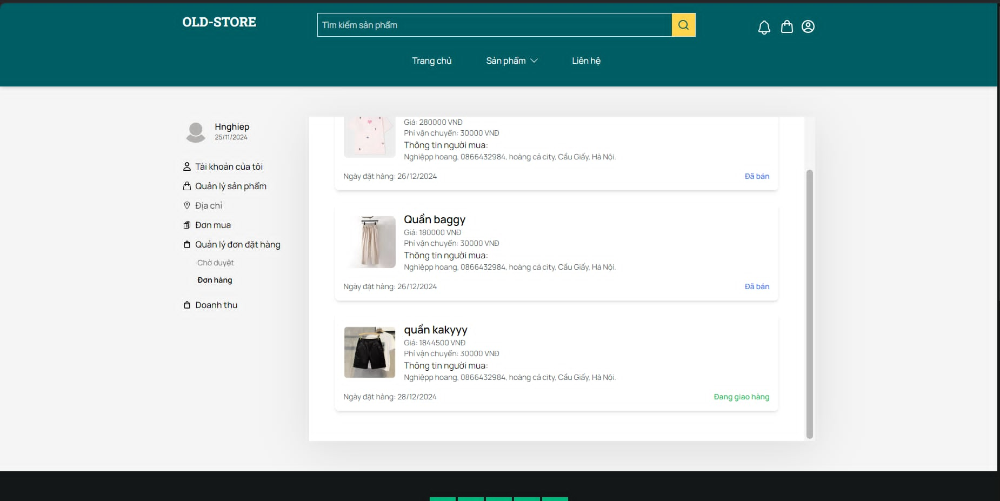 OLD-STORE
Tìm kiếm sản phẩm
Trang chủ
Sản phẩm
Liên hệ
Hnghiep
25/11/2024
Tài khoản của tôi
Quản lý sản phẩm
Địa chỉ
Đơn mua
Quản lý đơn đặt hàng
Chờ duyệt
Đơn hàng
Doanh thu
Giá: 280000 VNĐ
Phí vận chuyển: 30000 VNĐ
Thông tin người mua:
Nghiệpp hoang, 0866432984, hoàng cả city, Cầu Giấy, Hà Nội.
Ngày đặt hàng: 26/12/2024
Đã bán
Quần baggy
Giá: 180000 VNĐ
Phí vận chuyển: 30000 VNĐ
Thông tin người mua:
Nghiệpp hoang, 0866432984, hoàng cả city, Cầu Giấy, Hà Nội.
Ngày đặt hàng: 26/12/2024
Đã bán
quần kakyyy
Giá: 1844500 VNĐ
Phí vận chuyển: 30000 VNĐ
Thông tin người mua:
Nghiệpp hoang, 0866432984, hoàng cả city, Cầu Giấy, Hà Nội.
Ngày đặt hàng: 28/12/2024
Đang giao hàng